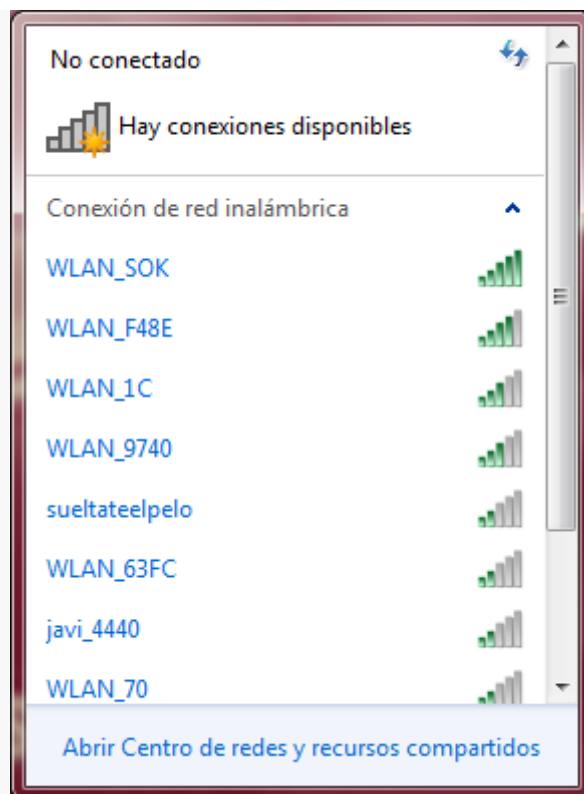 No conectado
Hay conexiones disponibles
Conexión de red inalámbrica
WLAN_SOK
WLAN_F48E
WLAN_1C
WLAN_9740
sueltateelpelo
WLAN_63FC
javi_4440
WLAN_70
Abrir Centro de redes y recursos compartidos